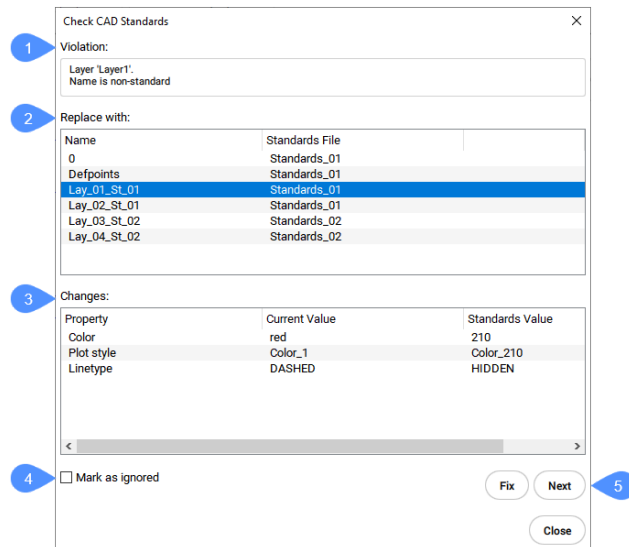 Check CAD Standards
1 Violation:
Layer 'Layer1'.
Name is non-standard
2 Replace with:
Name Standards File
0 Standards_01
Defpoints Standards_01
Lay_01_St_01 Standards_01
Lay_02_St_01 Standards_01
Lay_03_St_02 Standards_02
Lay_04_St_02 Standards_02
3 Changes:
Property Current Value Standards Value
Color red 210
Plot style Color_1 Color_210
Linetype DASHED HIDDEN
4 Mark as ignored
Fix Next 5
Close